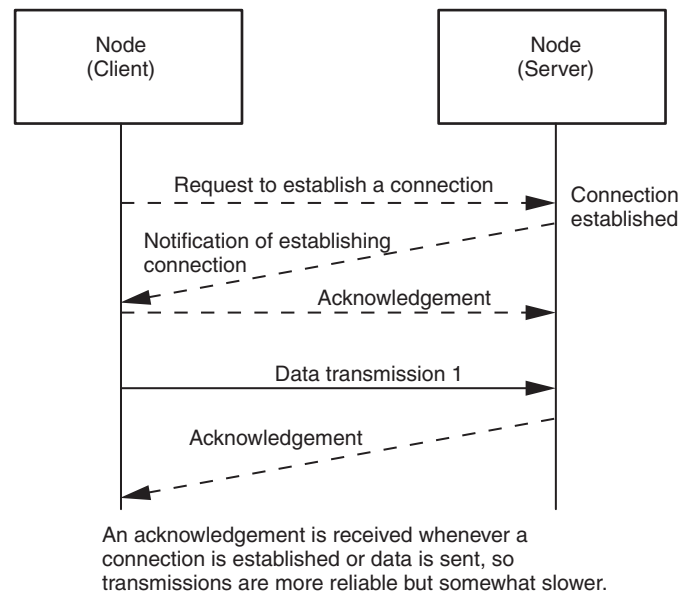 Node
(Client)
Node
(Server)
Request to establish a connection
Connection
established
Notification of establishing
connection
Acknowledgement
Data transmission 1
Acknowledgement
An acknowledgement is received whenever a
connection is established or data is sent, so
transmissions are more reliable but somewhat slower.